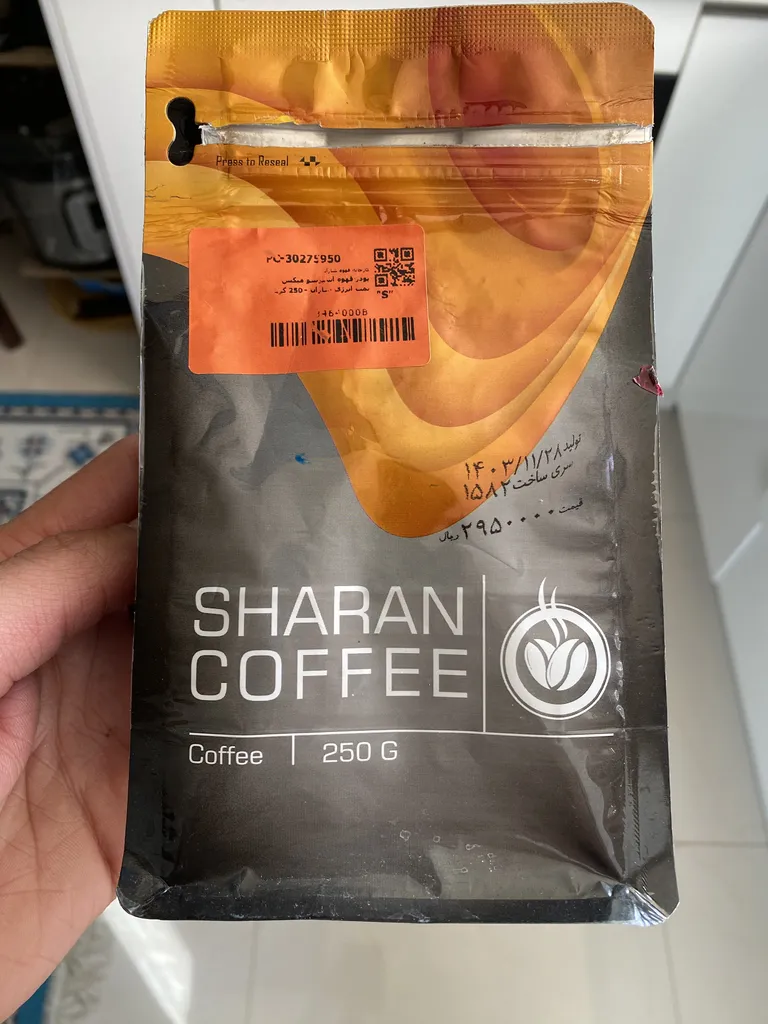 Press to Reseal
PC-30275950
پودر قهوه اسپرسو میکس
"S"
تولید ۱۴۰۳/۱۱/۲۸
سری ساخت ۱۵۸۲
قیمت ۲۹۵۰۰۰۰ ریال
SHARAN
COFFEE
Coffee | 250 G